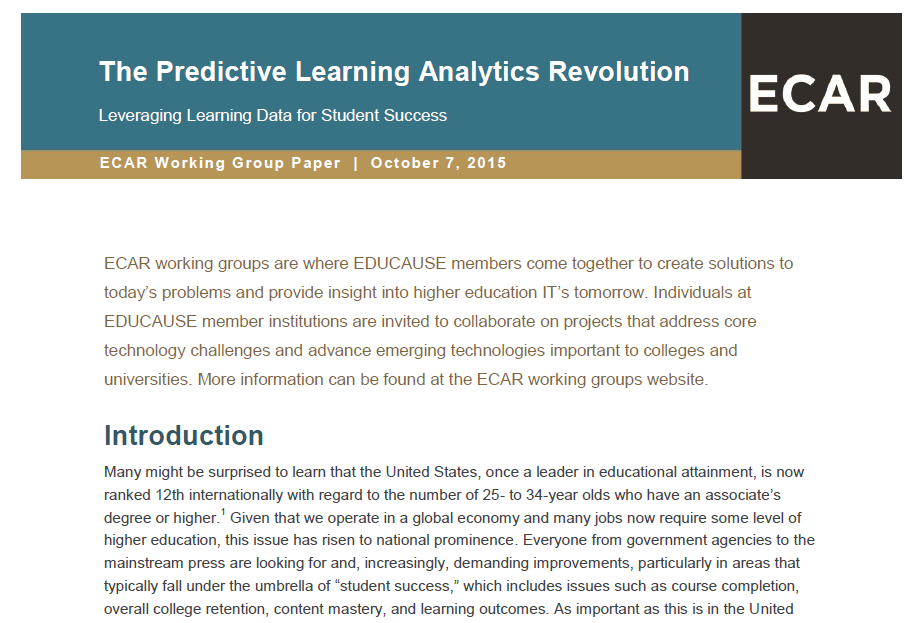 The Predictive Learning Analytics Revolution
Leveraging Learning Data for Student Success
ECAR
ECAR Working Group Paper | October 7, 2015
ECAR working groups are where EDUCAUSE members come together to create solutions to
today’s problems and provide insight into higher education IT’s tomorrow. Individuals at
EDUCAUSE member institutions are invited to collaborate on projects that address core
technology challenges and advance emerging technologies important to colleges and
universities. More information can be found at the ECAR working groups website.
Introduction
Many might be surprised to learn that the United States, once a leader in educational attainment, is now
ranked 12th internationally with regard to the number of 25- to 34-year olds who have an associate’s
degree or higher.1 Given that we operate in a global economy and many jobs now require some level of
higher education, this issue has risen to national prominence. Everyone from government agencies to the
mainstream press are looking for and, increasingly, demanding improvements, particularly in areas that
typically fall under the umbrella of “student success,” which includes issues such as course completion,
overall college retention, content mastery, and learning outcomes. As important as this is in the United